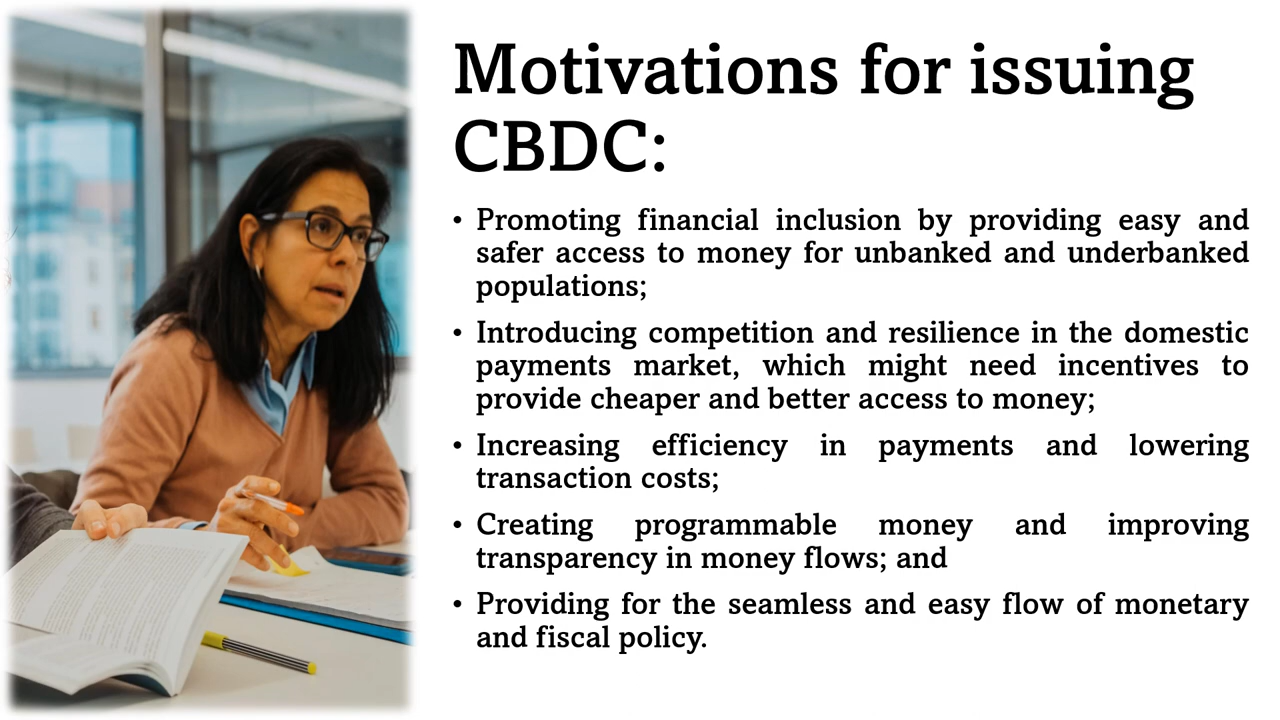 Motivations for issuing
CBDC:
• Promoting financial inclusion by providing easy and
safer access to money for unbanked and underbanked
populations;
• Introducing competition and resilience in the domestic
payments market, which might need incentives to
provide cheaper and better access to money;
• Increasing efficiency in payments and lowering
transaction costs;
• Creating programmable money and improving
transparency in money flows; and
• Providing for the seamless and easy flow of monetary
and fiscal policy.